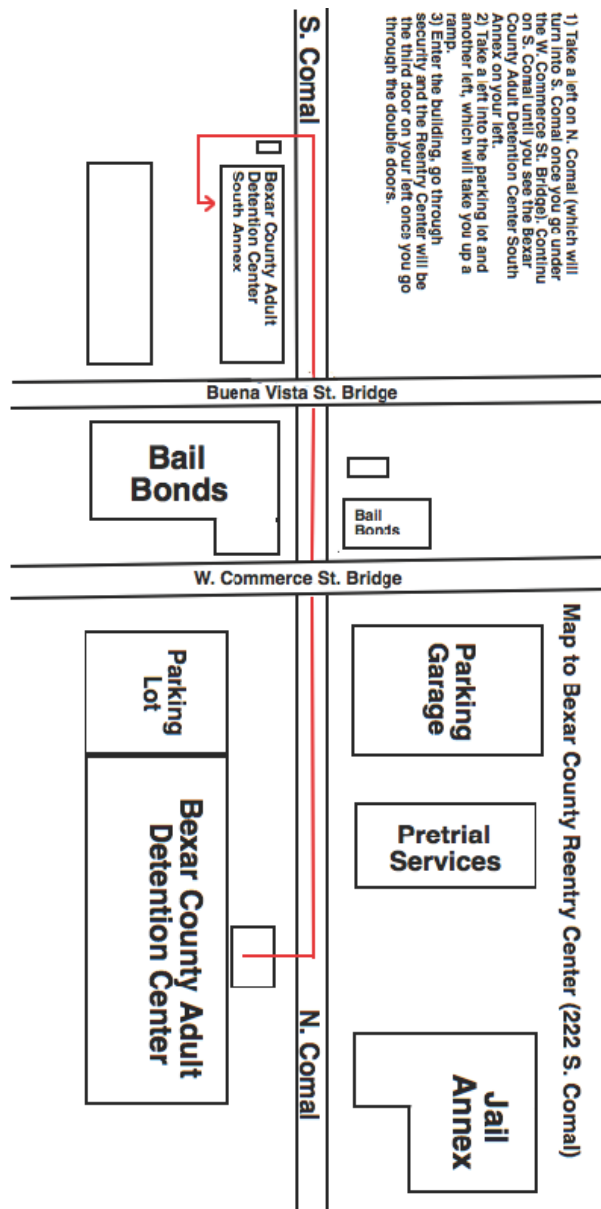 Map to Bexar County Reentry Center (222 S. Comal)
1) Take a left on N. Comal (which will
turn into S. Comal once you go under
the W. Commerce St. Bridge). Continu
on S. Comal until you see the Bexar
County Adult Detention Center South
Annex on your left.
2) Take a left into the parking lot and
another left, which will take you up a
ramp.
3) Enter the building, go through
security and the Reentry Center will be
the third door on your left once you go
through the double doors.
S. Comal
Bexar County Adult
Detention Center
South Annex
Buena Vista St. Bridge
Bail
Bonds
Bail
Bonds
W. Commerce St. Bridge
Parking
Lot
Parking
Garage
Pretrial
Services
Bexar County Adult
Detention Center
N. Comal
Jail
Annex